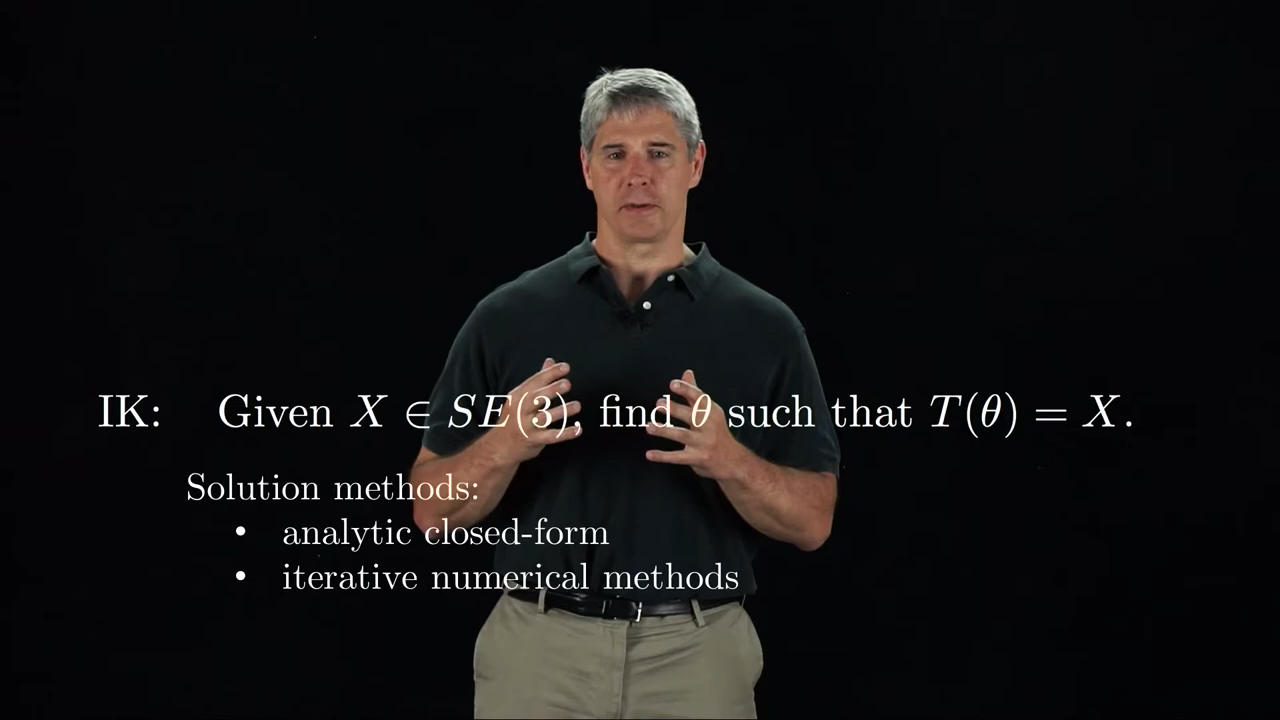 IK: Given X ∈ SE(3), find θ such that T(θ) = X.
Solution methods:
• analytic closed-form
• iterative numerical methods